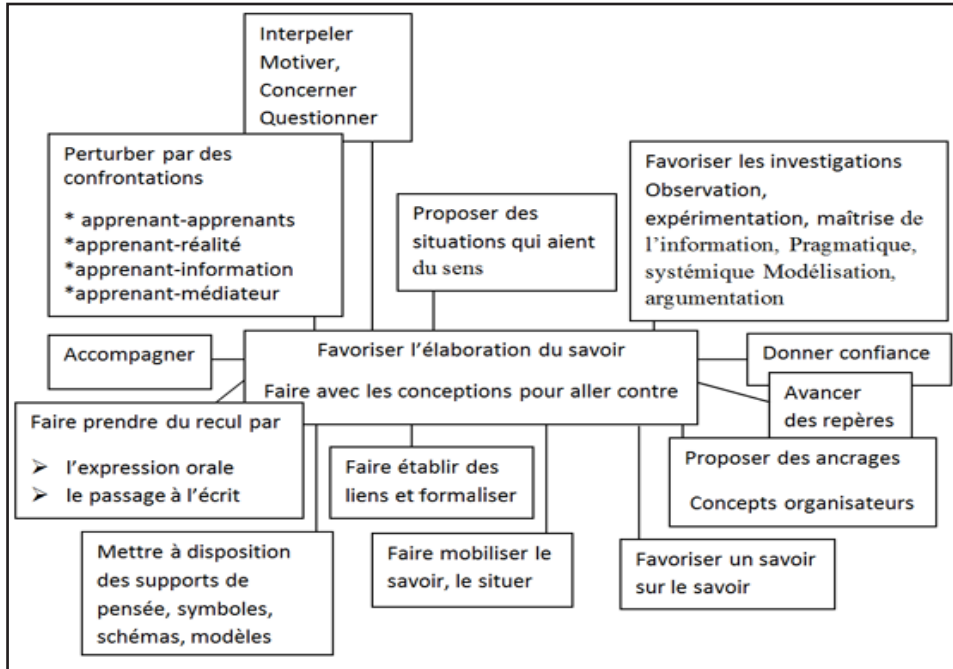 Interpeler
Motiver,
Concerner
Questionner
Perturber par des
confrontations
* apprenant-apprenants
*apprenant-réalité
*apprenant-information
*apprenant-médiateur
Proposer des
situations qui aient
du sens
Favoriser les investigations
Observation,
expérimentation, maîtrise de
l’information, Pragmatique,
systémique Modélisation,
argumentation
Accompagner
Favoriser l’élaboration du savoir
Faire avec les conceptions pour aller contre
Donner confiance
Avancer
des repères
Faire prendre du recul par
➢ l’expression orale
➢ le passage à l’écrit
Faire établir des
liens et formaliser
Proposer des ancrages
Concepts organisateurs
Mettre à disposition
des supports de
pensée, symboles,
schémas, modèles
Faire mobiliser le
savoir, le situer
Favoriser un savoir
sur le savoir